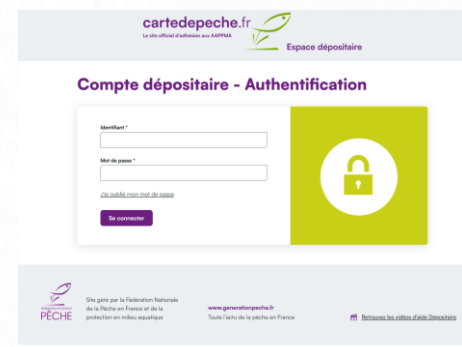 cartedepeche.fr
Le site officiel d'adhésion aux AAPPMA
Espace dépositaire
Compte dépositaire - Authentification
Identifiant *
Mot de passe *
J'ai oublié mon mot de passe
Se connecter
PÊCHE
Site géré par la Fédération Nationale
de la Pêche en France et de la
protection en milieu aquatique
www.generationpeche.fr
Toute l'actu de la pêche en France
Retrouvez les vidéos d'aide Dépositaire